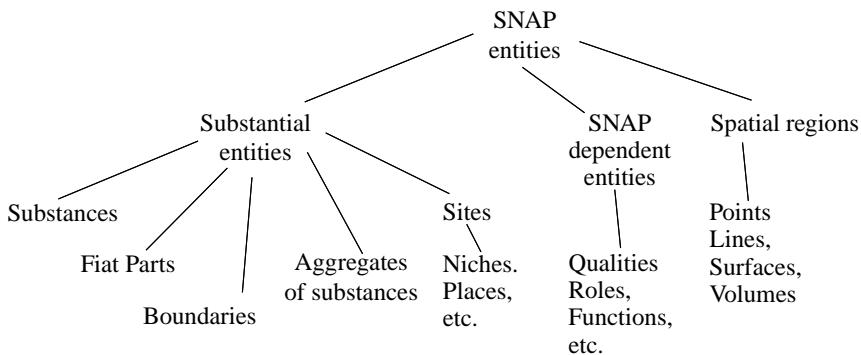 SNAP
entities
Substantial
entities
SNAP
dependent
entities
Spatial regions
Substances
Fiat Parts
Boundaries
Aggregates
of substances
Sites
Niches.
Places,
etc.
Qualities
Roles,
Functions,
etc.
Points
Lines,
Surfaces,
Volumes